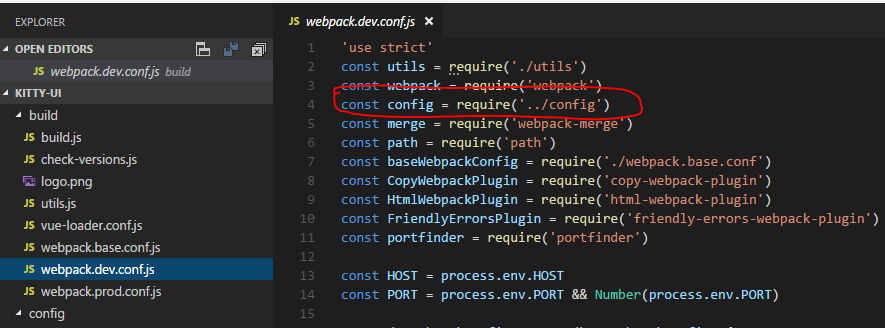 EXPLORER
OPEN EDITORS
webpack.dev.conf.js build
KITTY-UI
build
JS build.js
JS check-versions.js
logo.png
JS utils.js
JS vue-loader.conf.js
JS webpack.base.conf.js
JS webpack.dev.conf.js
JS webpack.prod.conf.js
config
JS webpack.dev.conf.js ×
1 'use strict'
2 const utils = require('./utils')
3 const webpack = require('webpack')
4 const config = require('../config')
5 const merge = require('webpack-merge')
6 const path = require('path')
7 const baseWebpackConfig = require('./webpack.base.conf')
8 const CopyWebpackPlugin = require('copy-webpack-plugin')
9 const HtmlWebpackPlugin = require('html-webpack-plugin')
10 const FriendlyErrorsPlugin = require('friendly-errors-webpack-plugin')
11 const portfinder = require('portfinder')
12
13 const HOST = process.env.HOST
14 const PORT = process.env.PORT && Number(process.env.PORT)
15